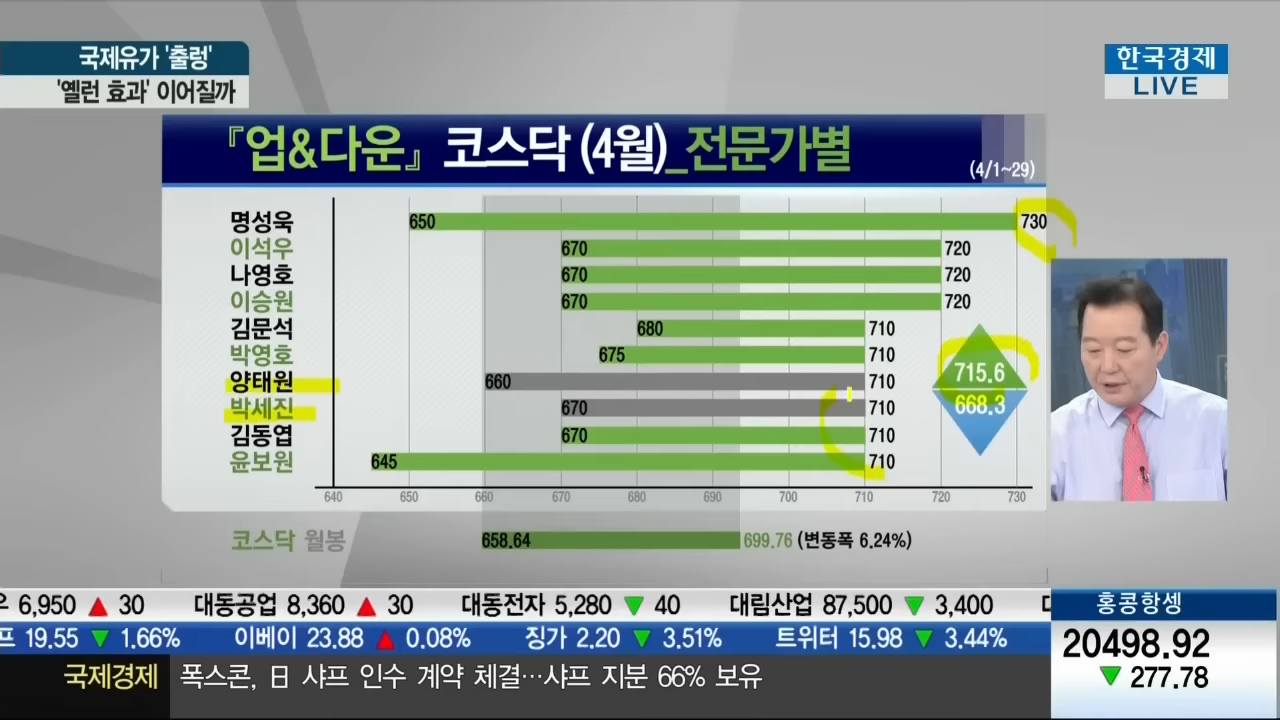 국제유가 '출렁'
'옐런 효과' 이어질까
한국경제
LIVE
『업&다운』 코스닥 (4월)_전문가별
(4/1~29)
명성욱 650 730
이석우 670 720
나영호 670 720
이승원 670 720
김문석 680 710
박영호 675 710
양태원 660 710
박세진 670 710
김동엽 670 710
윤보원 645 710
715.6
668.3
640 650 660 670 680 690 700 710 720 730
코스닥 월봉 658.64 699.76 (변동폭 6.24%)
6,950 ▲ 30 대동공업 8,360 ▲ 30 대동전자 5,280 ▼ 40 대림산업 87,500 ▼ 3,400
프 19.55 ▼ 1.66% 이베이 23.88 ▲ 0.08% 징가 2.20 ▼ 3.51% 트위터 15.98 ▼ 3.44%
홍콩항셍
20498.92
▼ 277.78
국제경제 폭스콘, 日 샤프 인수 계약 체결…샤프 지분 66% 보유